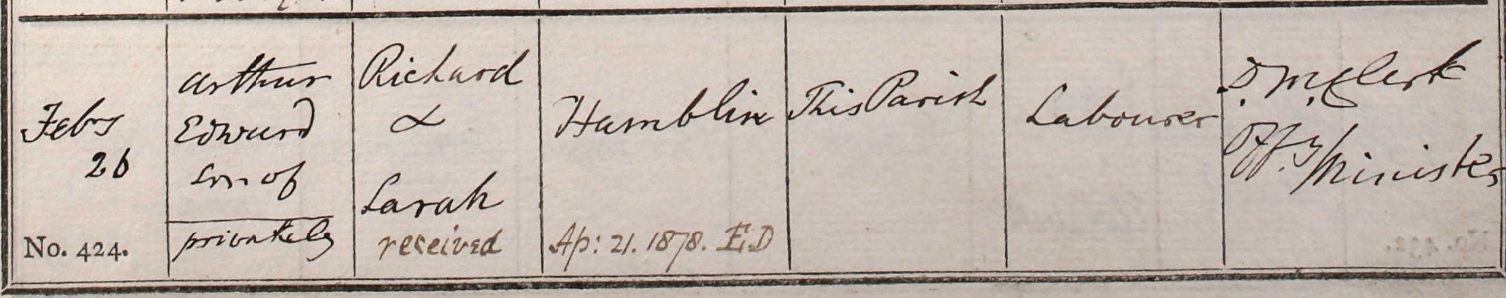 Feby
26
No. 424.
Arthur
Edward
Son of
privately
Richard
&
Sarah
received
Hamblin
Ap: 21. 1878. E.D
This Parish
Labourer
D. M. Clerk
Off.g Minister